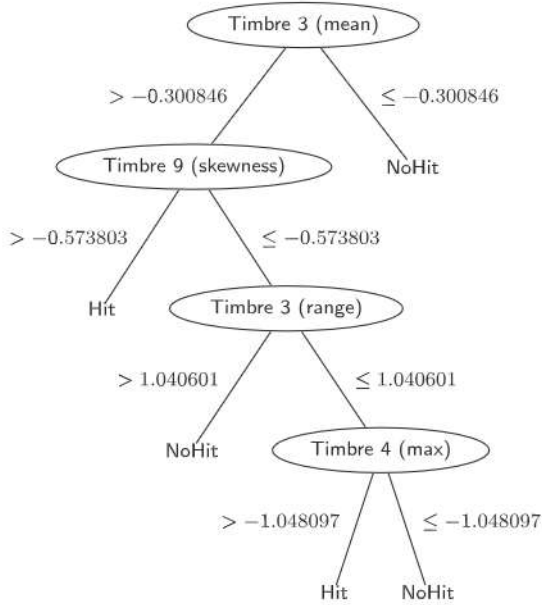 Timbre 3 (mean)
> −0.300846 ≤ −0.300846
Timbre 9 (skewness) NoHit
> −0.573803 ≤ −0.573803
Hit Timbre 3 (range)
> 1.040601 ≤ 1.040601
NoHit Timbre 4 (max)
> −1.048097 ≤ −1.048097
Hit NoHit